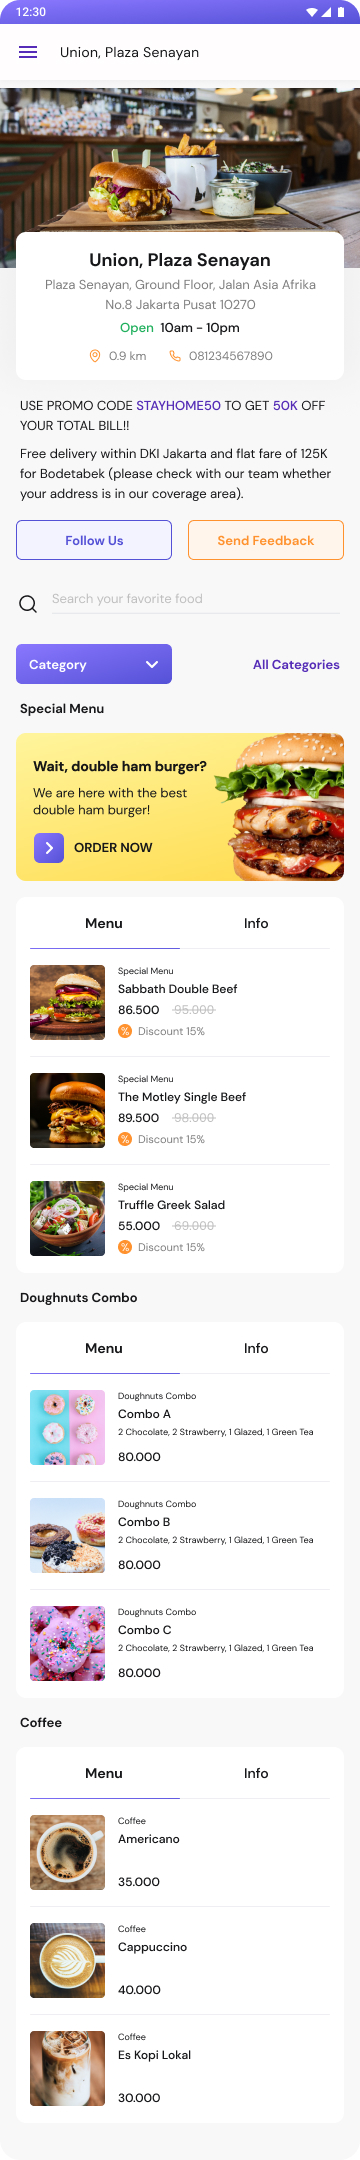 12:30
Union, Plaza Senayan
Union, Plaza Senayan
Plaza Senayan, Ground Floor, Jalan Asia Afrika
No.8 Jakarta Pusat 10270
Open 10am - 10pm
0.9 km 081234567890
USE PROMO CODE STAYHOME50 TO GET 50K OFF
YOUR TOTAL BILL!!
Free delivery within DKI Jakarta and flat fare of 125K
for Bodetabek (please check with our team whether
your address is in our coverage area).
Follow Us Send Feedback
Search your favorite food
Category All Categories
Special Menu
Wait, double ham burger?
We are here with the best
double ham burger!
ORDER NOW
Menu Info
Special Menu
Sabbath Double Beef
86.500 95.000
% Discount 15%
Special Menu
The Motley Single Beef
89.500 98.000
% Discount 15%
Special Menu
Truffle Greek Salad
55.000 69.000
% Discount 15%
Doughnuts Combo
Menu Info
Doughnuts Combo
Combo A
2 Chocolate, 2 Strawberry, 1 Glazed, 1 Green Tea
80.000
Doughnuts Combo
Combo B
2 Chocolate, 2 Strawberry, 1 Glazed, 1 Green Tea
80.000
Doughnuts Combo
Combo C
2 Chocolate, 2 Strawberry, 1 Glazed, 1 Green Tea
80.000
Coffee
Menu Info
Coffee
Americano
35.000
Coffee
Cappuccino
40.000
Coffee
Es Kopi Lokal
30.000